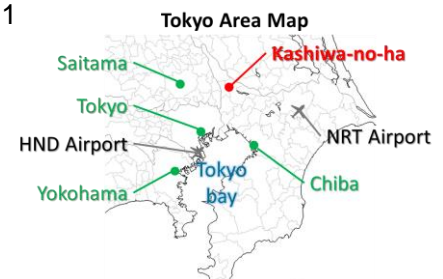 1
Tokyo Area Map
Kashiwa-no-ha
Saitama
Tokyo
HND Airport
NRT Airport
Tokyo
bay
Yokohama
Chiba